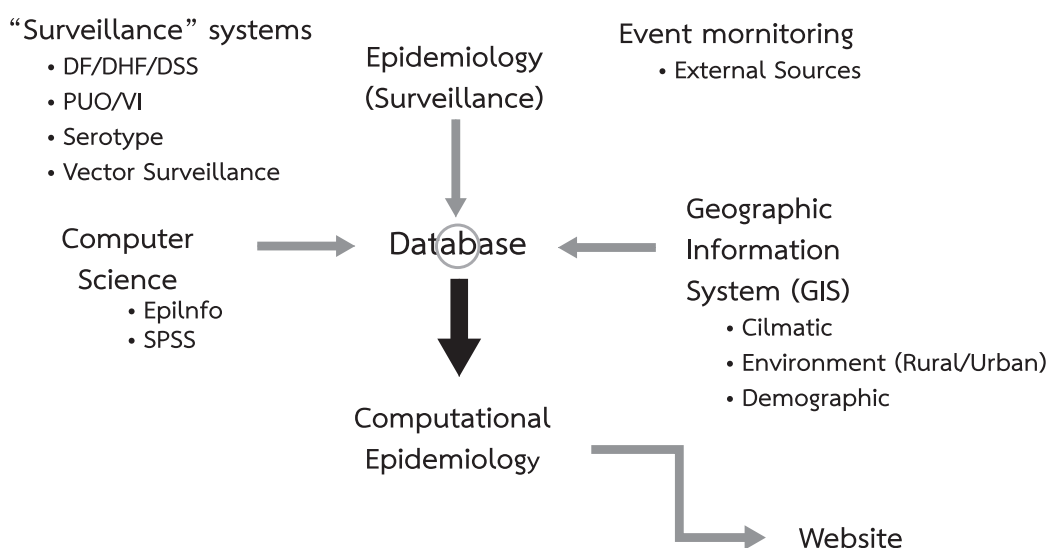 “Surveillance” systems
• DF/DHF/DSS
• PUO/VI
• Serotype
• Vector Surveillance
Epidemiology
(Surveillance)
Event mornitoring
• External Sources
Computer
Science
• Epilnfo
• SPSS
Database
Geographic
Information
System (GIS)
• Cilmatic
• Environment (Rural/Urban)
• Demographic
Computational
Epidemiology
Website